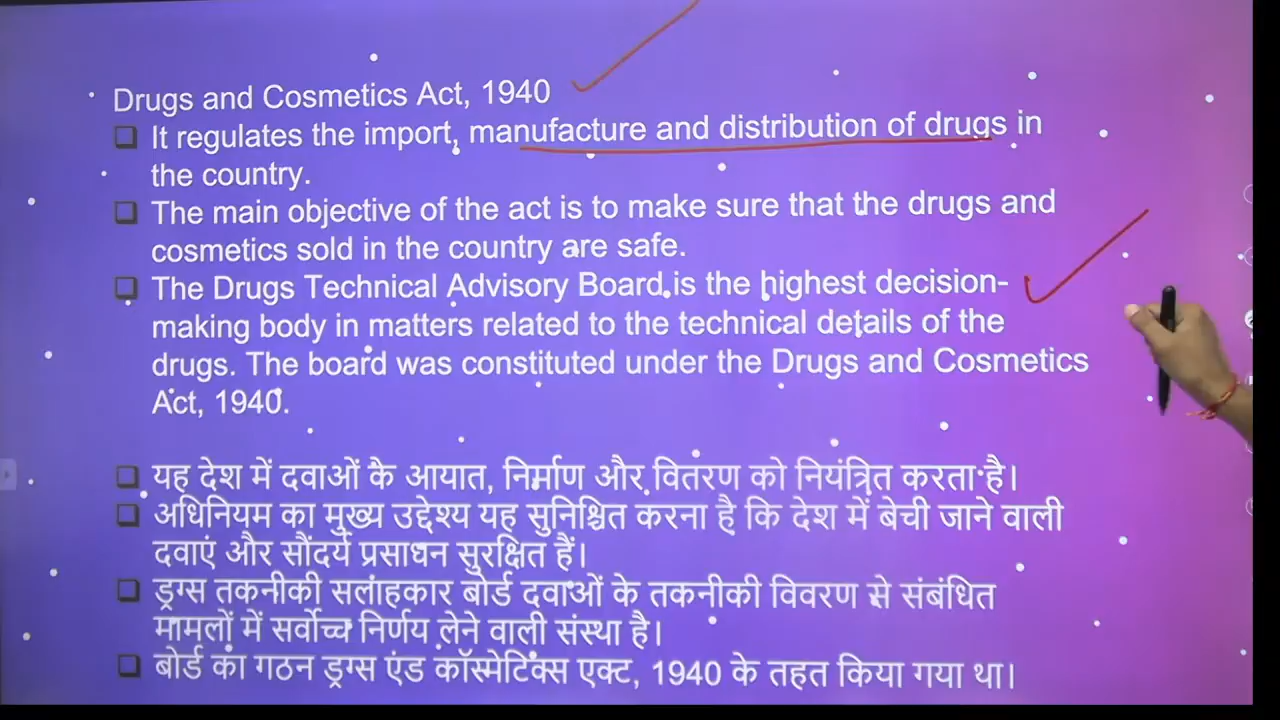 Drugs and Cosmetics Act, 1940
It regulates the import, manufacture and distribution of drugs in
the country.
The main objective of the act is to make sure that the drugs and
cosmetics sold in the country are safe.
The Drugs Technical Advisory Board is the highest decision-
making body in matters related to the technical details of the
drugs. The board was constituted under the Drugs and Cosmetics
Act, 1940.
यह देश में दवाओं के आयात, निर्माण और वितरण को नियंत्रित करता है।
अधिनियम का मुख्य उद्देश्य यह सुनिश्चित करना है कि देश में बेची जाने वाली
दवाएं और सौंदर्य प्रसाधन सुरक्षित हैं।
ड्रग्स तकनीकी सलाहकार बोर्ड दवाओं के तकनीकी विवरण से संबंधित
मामलों में सर्वोच्च निर्णय लेने वाली संस्था है।
बोर्ड का गठन ड्रग्स एंड कॉस्मेटिक्स एक्ट, 1940 के तहत किया गया था।